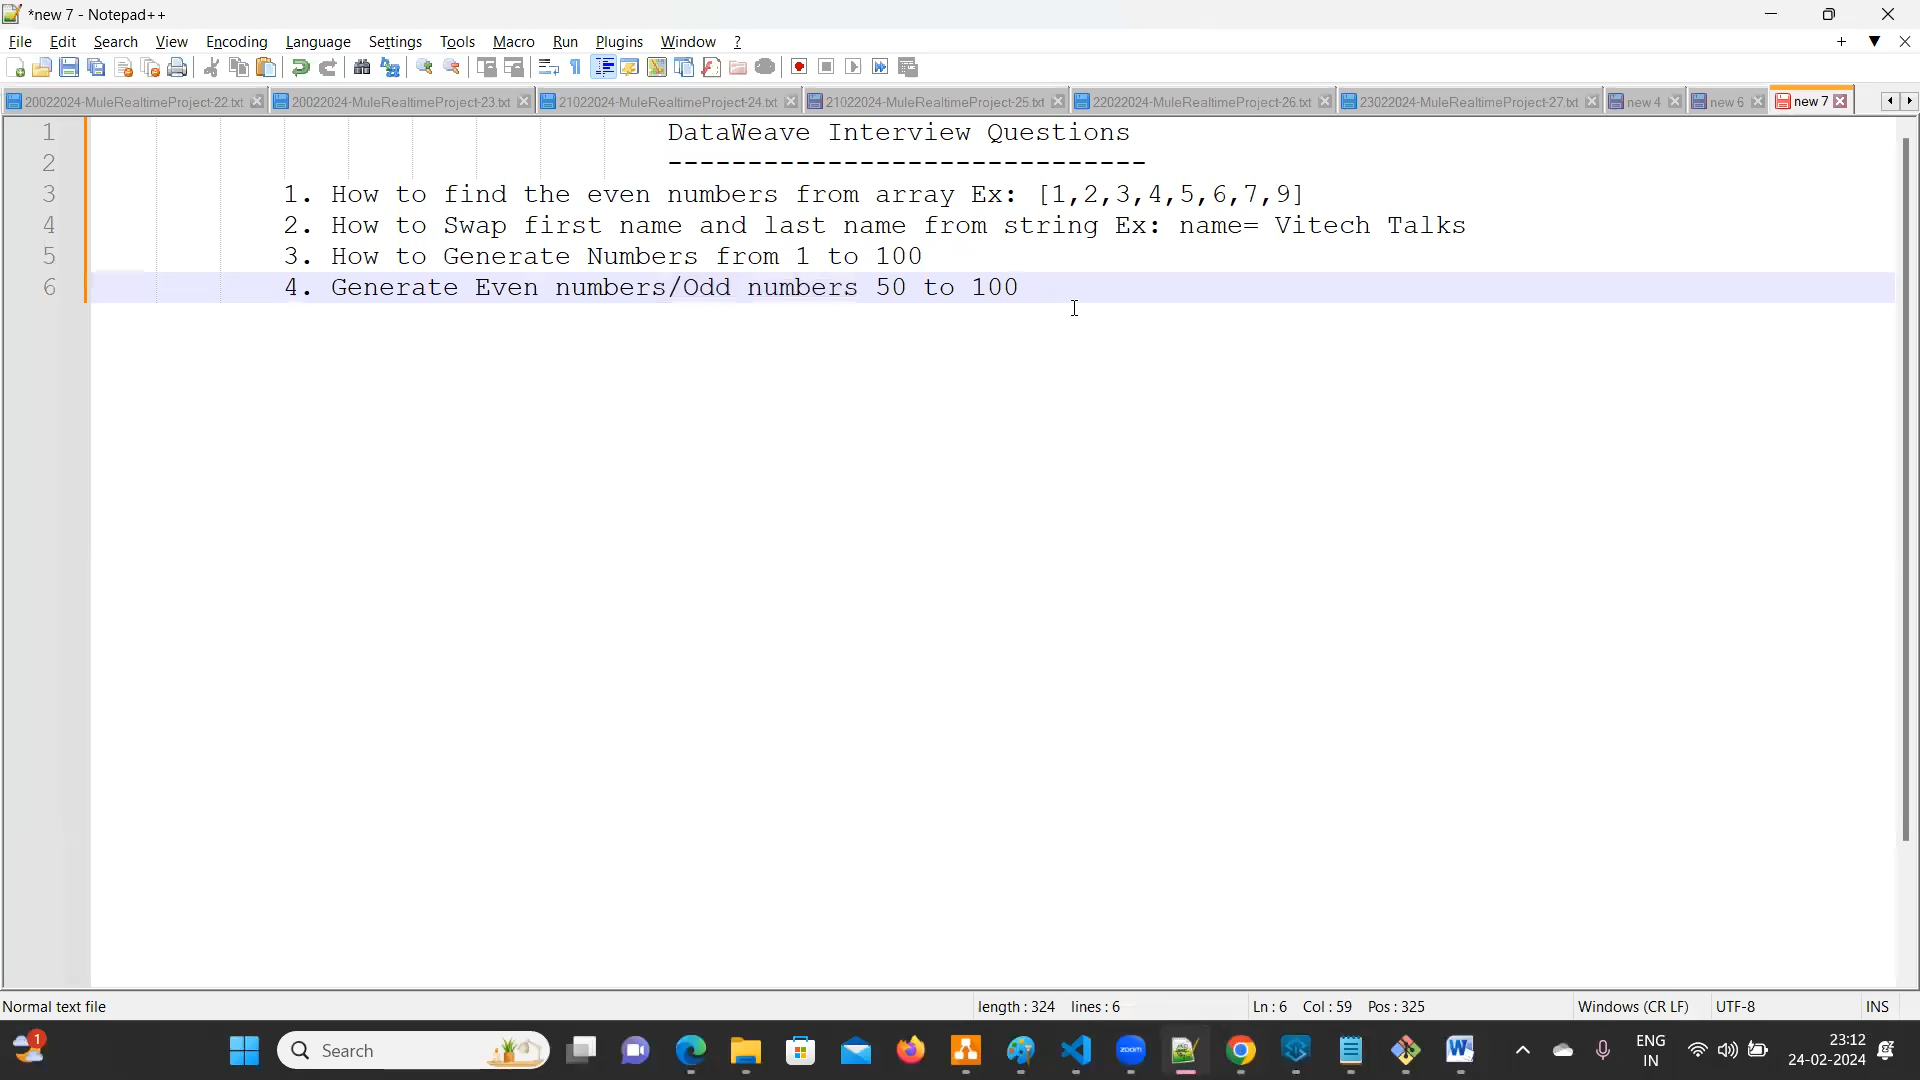 *new 7 - Notepad++
File Edit Search View Encoding Language Settings Tools Macro Run Plugins Window ?
20022024-MuleRealtimeProject-22.txt 20022024-MuleRealtimeProject-23.txt 21022024-MuleRealtimeProject-24.txt 21022024-MuleRealtimeProject-25.txt 22022024-MuleRealtimeProject-26.txt 23022024-MuleRealtimeProject-27.txt new 4 new 6 new 7
1 DataWeave Interview Questions
2 ------------------------------
3 1. How to find the even numbers from array Ex: [1,2,3,4,5,6,7,9]
4 2. How to Swap first name and last name from string Ex: name= Vitech Talks
5 3. How to Generate Numbers from 1 to 100
6 4. Generate Even numbers/Odd numbers 50 to 100
Normal text file length : 324 lines : 6 Ln : 6 Col : 59 Pos : 325 Windows (CR LF) UTF-8 INS
1 Search zoom ENG IN 23:12
24-02-2024